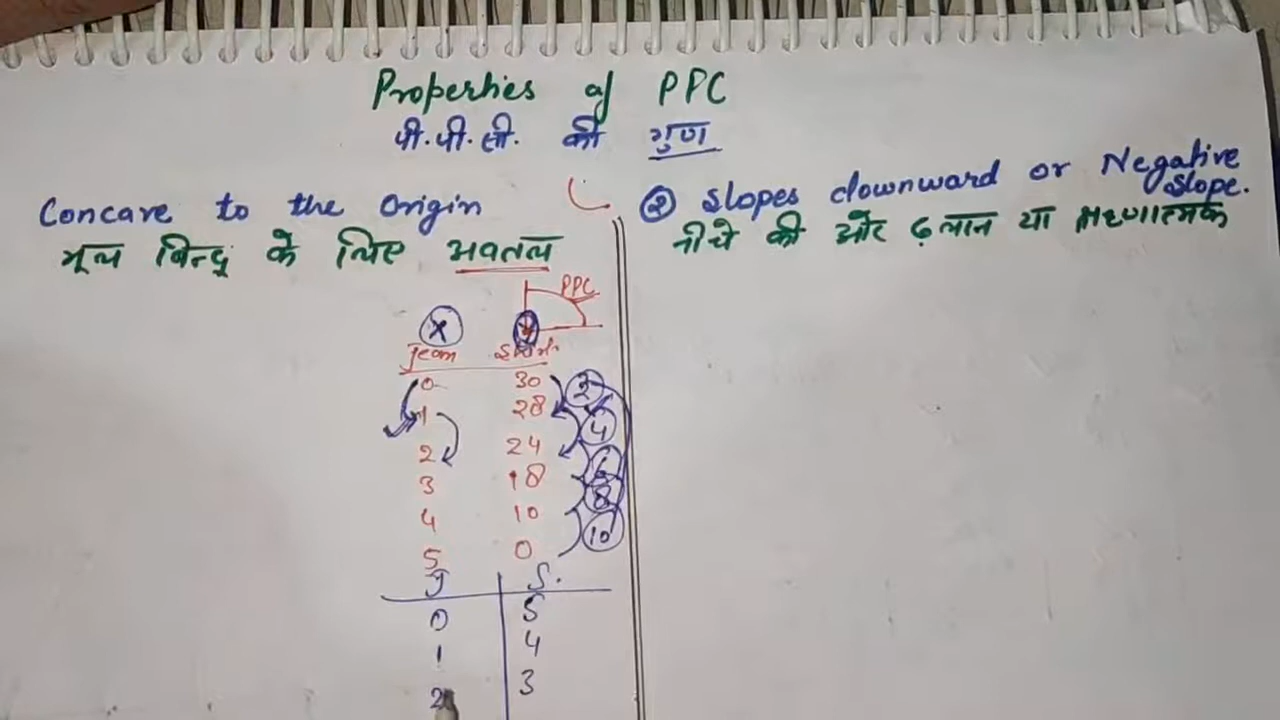 Properties of PPC
पी.पी.सी. की गुण
Concave to the Origin
मूल बिन्दू के लिए अवतल
② Slopes downward or Negative Slope.
नीचे की ओर ढ़लान या ऋणात्मक
PPC
X
Jeam
0 30 2
1 28 4
2 24 6
3 18 8
4 10 10
5 0
J S.
0 5
1 4
2 3